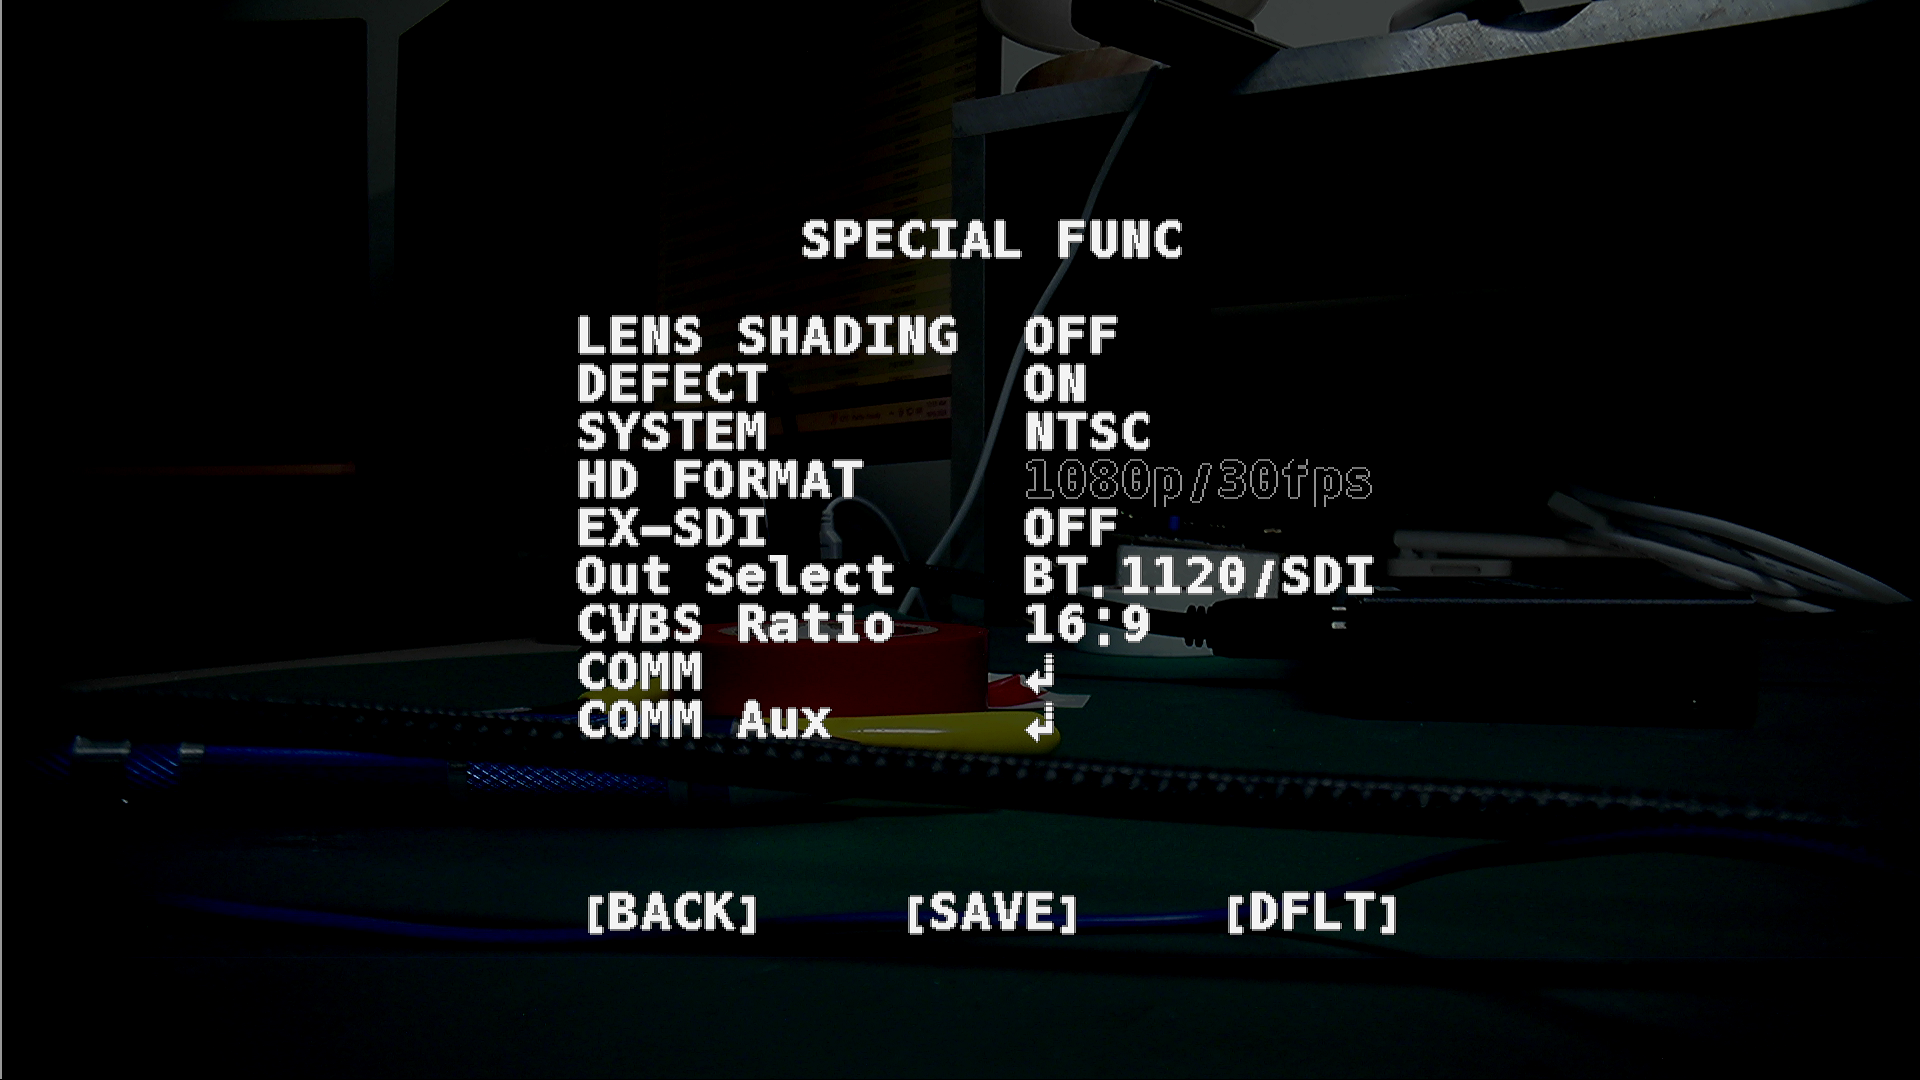 SPECIAL FUNC
LENS SHADING OFF
DEFECT ON
SYSTEM NTSC
HD FORMAT 1080p/30fps
EX-SDI OFF
Out Select BT.1120/SDI
CVBS Ratio 16:9
COMM ↲
COMM Aux ↲
[BACK] [SAVE] [DFLT]